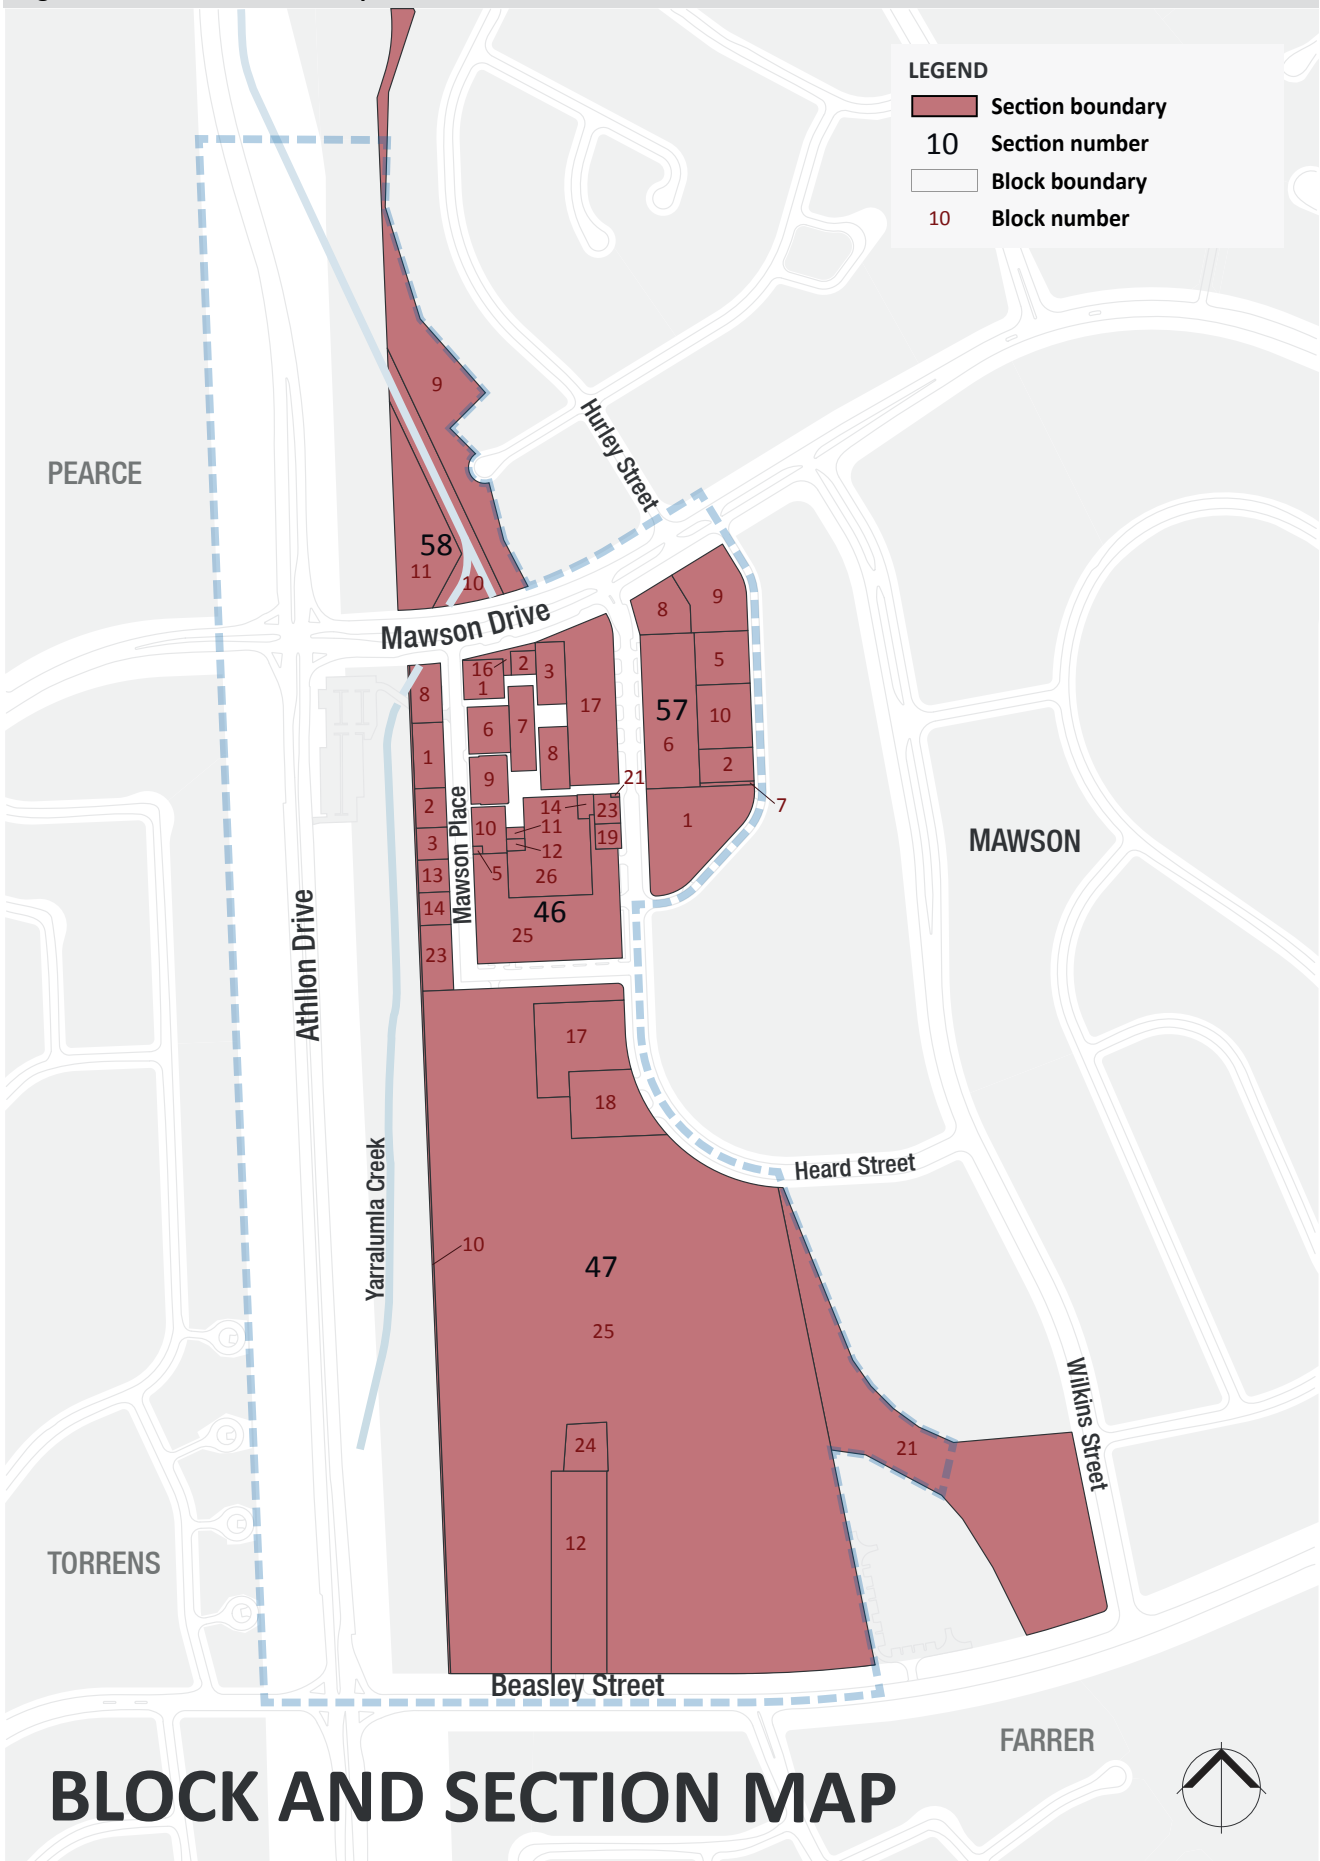 LEGEND
Section boundary
10 Section number
Block boundary
10 Block number
9
Hurley Street
PEARCE
58
11
10
Mawson Drive
8
9
16
2
3
1
5
8
17
57
10
6
7
6
1
8
2
9
21
7
2
14
23
1
Mawson Place
10
11
19
3
12
MAWSON
5
26
13
14
46
25
23
Athllon Drive
17
18
Heard Street
Yarralumla Creek
10
47
25
Wilkins Street
24
21
12
TORRENS
Beasley Street
FARRER
BLOCK AND SECTION MAP